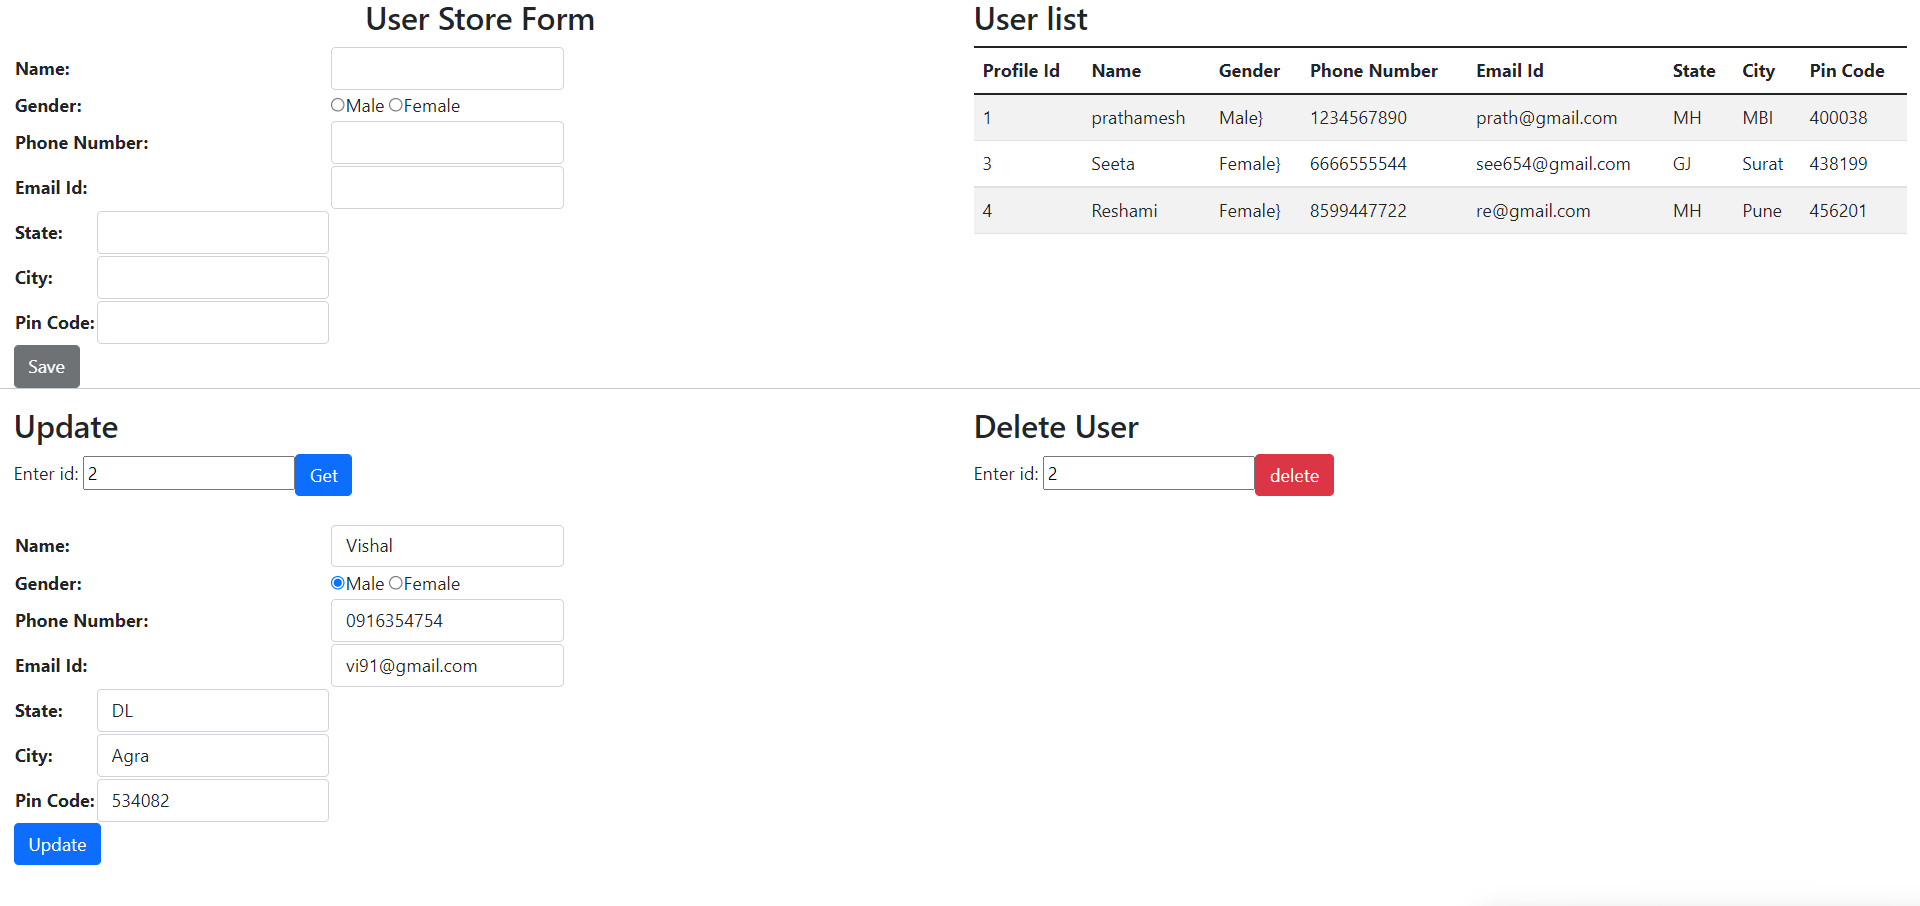 User Store Form
Name:
Gender: Male Female
Phone Number:
Email Id:
State:
City:
Pin Code:
Save
User list
Profile Id Name Gender Phone Number Email Id State City Pin Code
1 prathamesh Male} 1234567890 prath@gmail.com MH MBI 400038
3 Seeta Female} 6666555544 see654@gmail.com GJ Surat 438199
4 Reshami Female} 8599447722 re@gmail.com MH Pune 456201
Update
Enter id: 2 Get
Name: Vishal
Gender: Male Female
Phone Number: 0916354754
Email Id: vi91@gmail.com
State: DL
City: Agra
Pin Code: 534082
Update
Delete User
Enter id: 2 delete